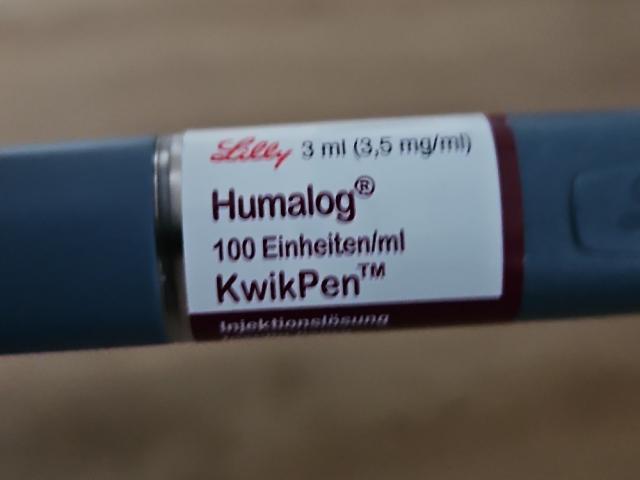 Lilly 3 ml (3,5 mg/ml)
Humalog®
100 Einheiten/ml
KwikPen™
Injektionslösung